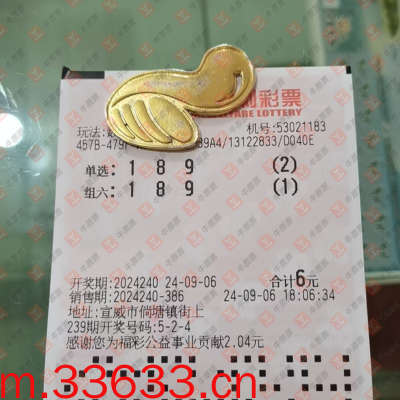 利彩票
FARE LOTTERY
玩法: 机号:53021183
457B-479 B9A4/13122833/D040E
单选:1 8 9 (2)
组六:1 8 9 (1)
开奖期:2024240 24-09-06 合计6元
销售期:2024240-386 24-09-06 18:06:34
地址:宣威市倘塘镇街上
239期开奖号码:5-2-4
感谢您为福彩公益事业贡献2.04元
m.33633.cn